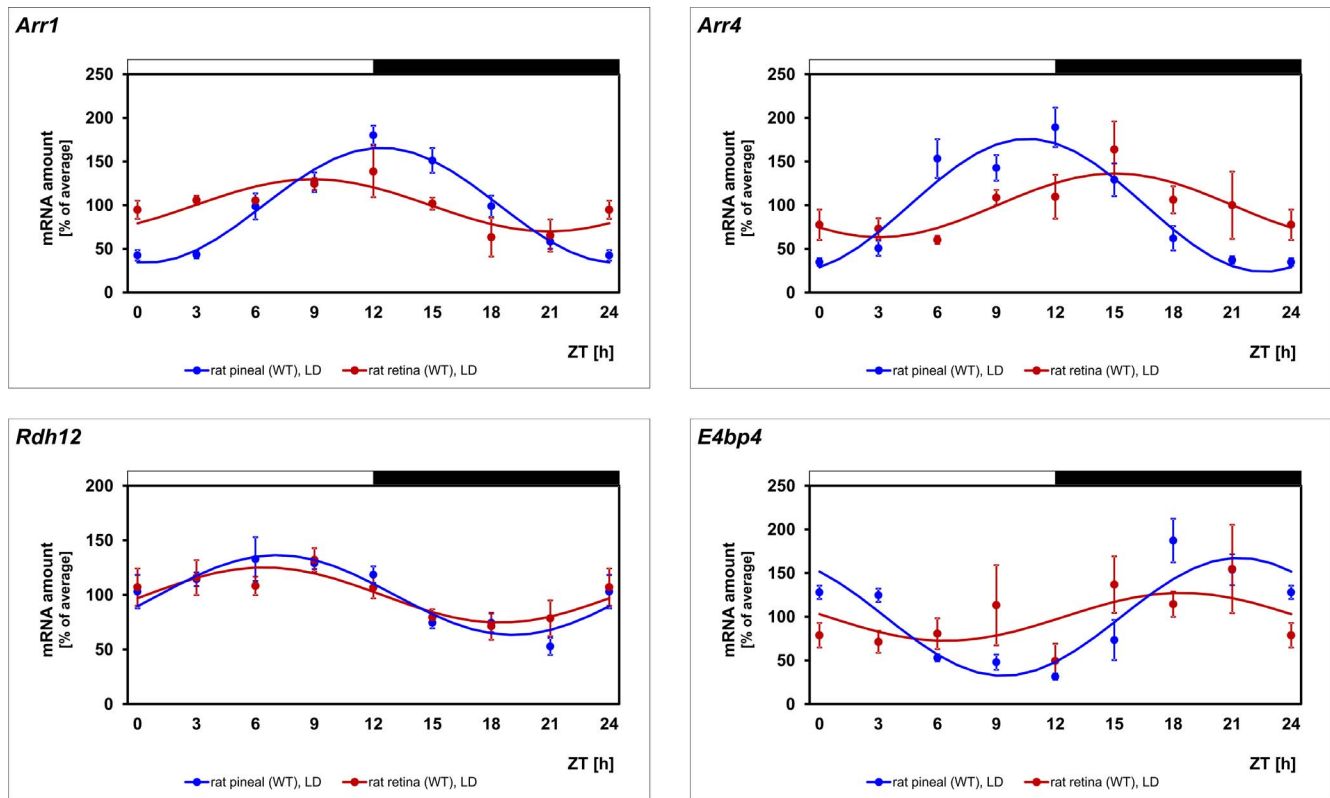 Arr1
mRNA amount
[% of average]
250
200
150
100
50
0
0 3 6 9 12 15 18 21 24
ZT [h]
rat pineal (WT), LD rat retina (WT), LD
Arr4
mRNA amount
[% of average]
250
200
150
100
50
0
0 3 6 9 12 15 18 21 24
ZT [h]
rat pineal (WT), LD rat retina (WT), LD
Rdh12
mRNA amount
[% of average]
200
150
100
50
0
0 3 6 9 12 15 18 21 24
ZT [h]
rat pineal (WT), LD rat retina (WT), LD
E4bp4
mRNA amount
[% of average]
250
200
150
100
50
0
0 3 6 9 12 15 18 21 24
ZT [h]
rat pineal (WT), LD rat retina (WT), LD